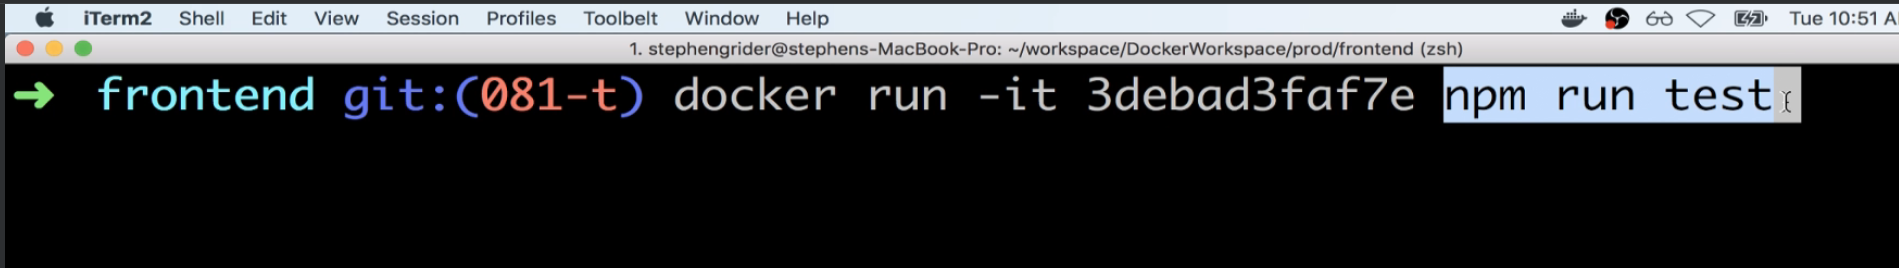 iTerm2 Shell Edit View Session Profiles Toolbelt Window Help Tue 10:51 A
1. stephengrider@stephens-MacBook-Pro: ~/workspace/DockerWorkspace/prod/frontend (zsh)
➜ frontend git:(081-t) docker run -it 3debad3faf7e npm run test